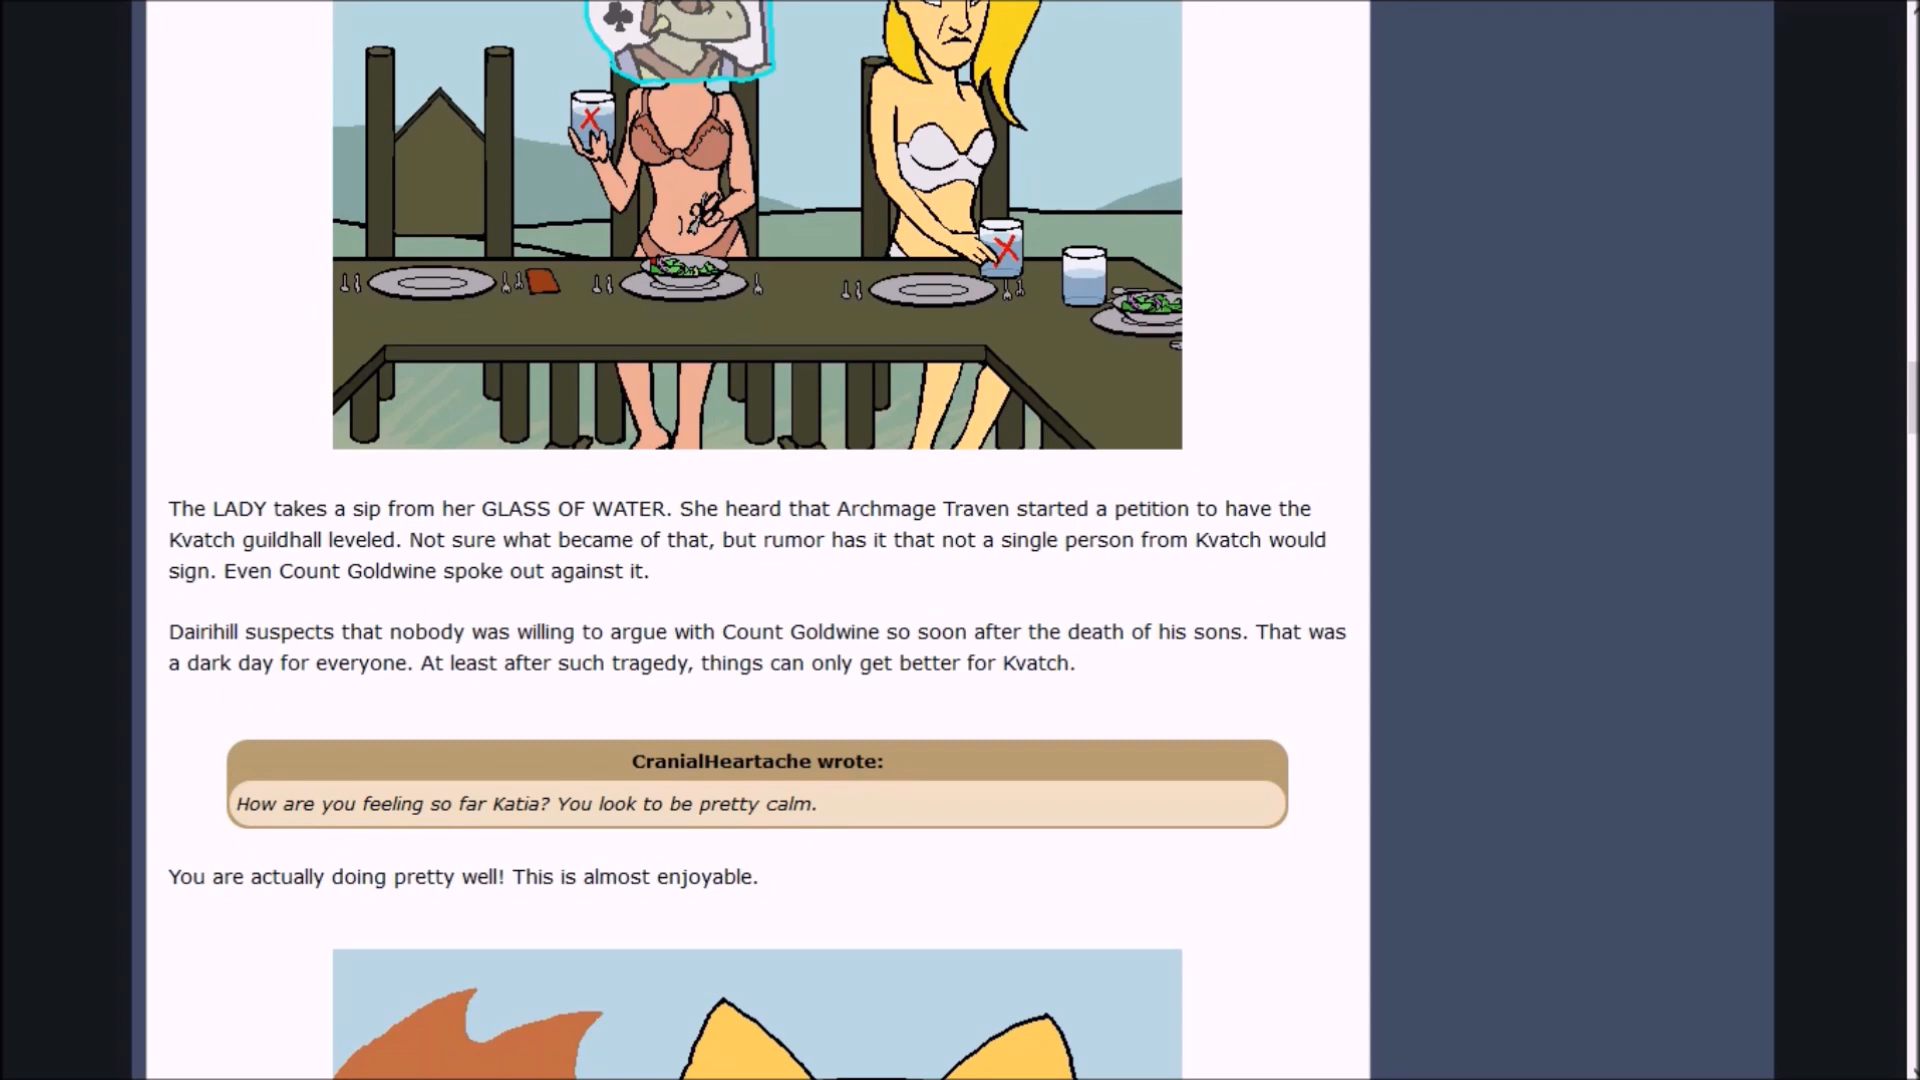 The LADY takes a sip from her GLASS OF WATER. She heard that Archmage Traven started a petition to have the
Kvatch guildhall leveled. Not sure what became of that, but rumor has it that not a single person from Kvatch would
sign. Even Count Goldwine spoke out against it.
Dairihill suspects that nobody was willing to argue with Count Goldwine so soon after the death of his sons. That was
a dark day for everyone. At least after such tragedy, things can only get better for Kvatch.
CranialHeartache wrote:
How are you feeling so far Katia? You look to be pretty calm.
You are actually doing pretty well! This is almost enjoyable.